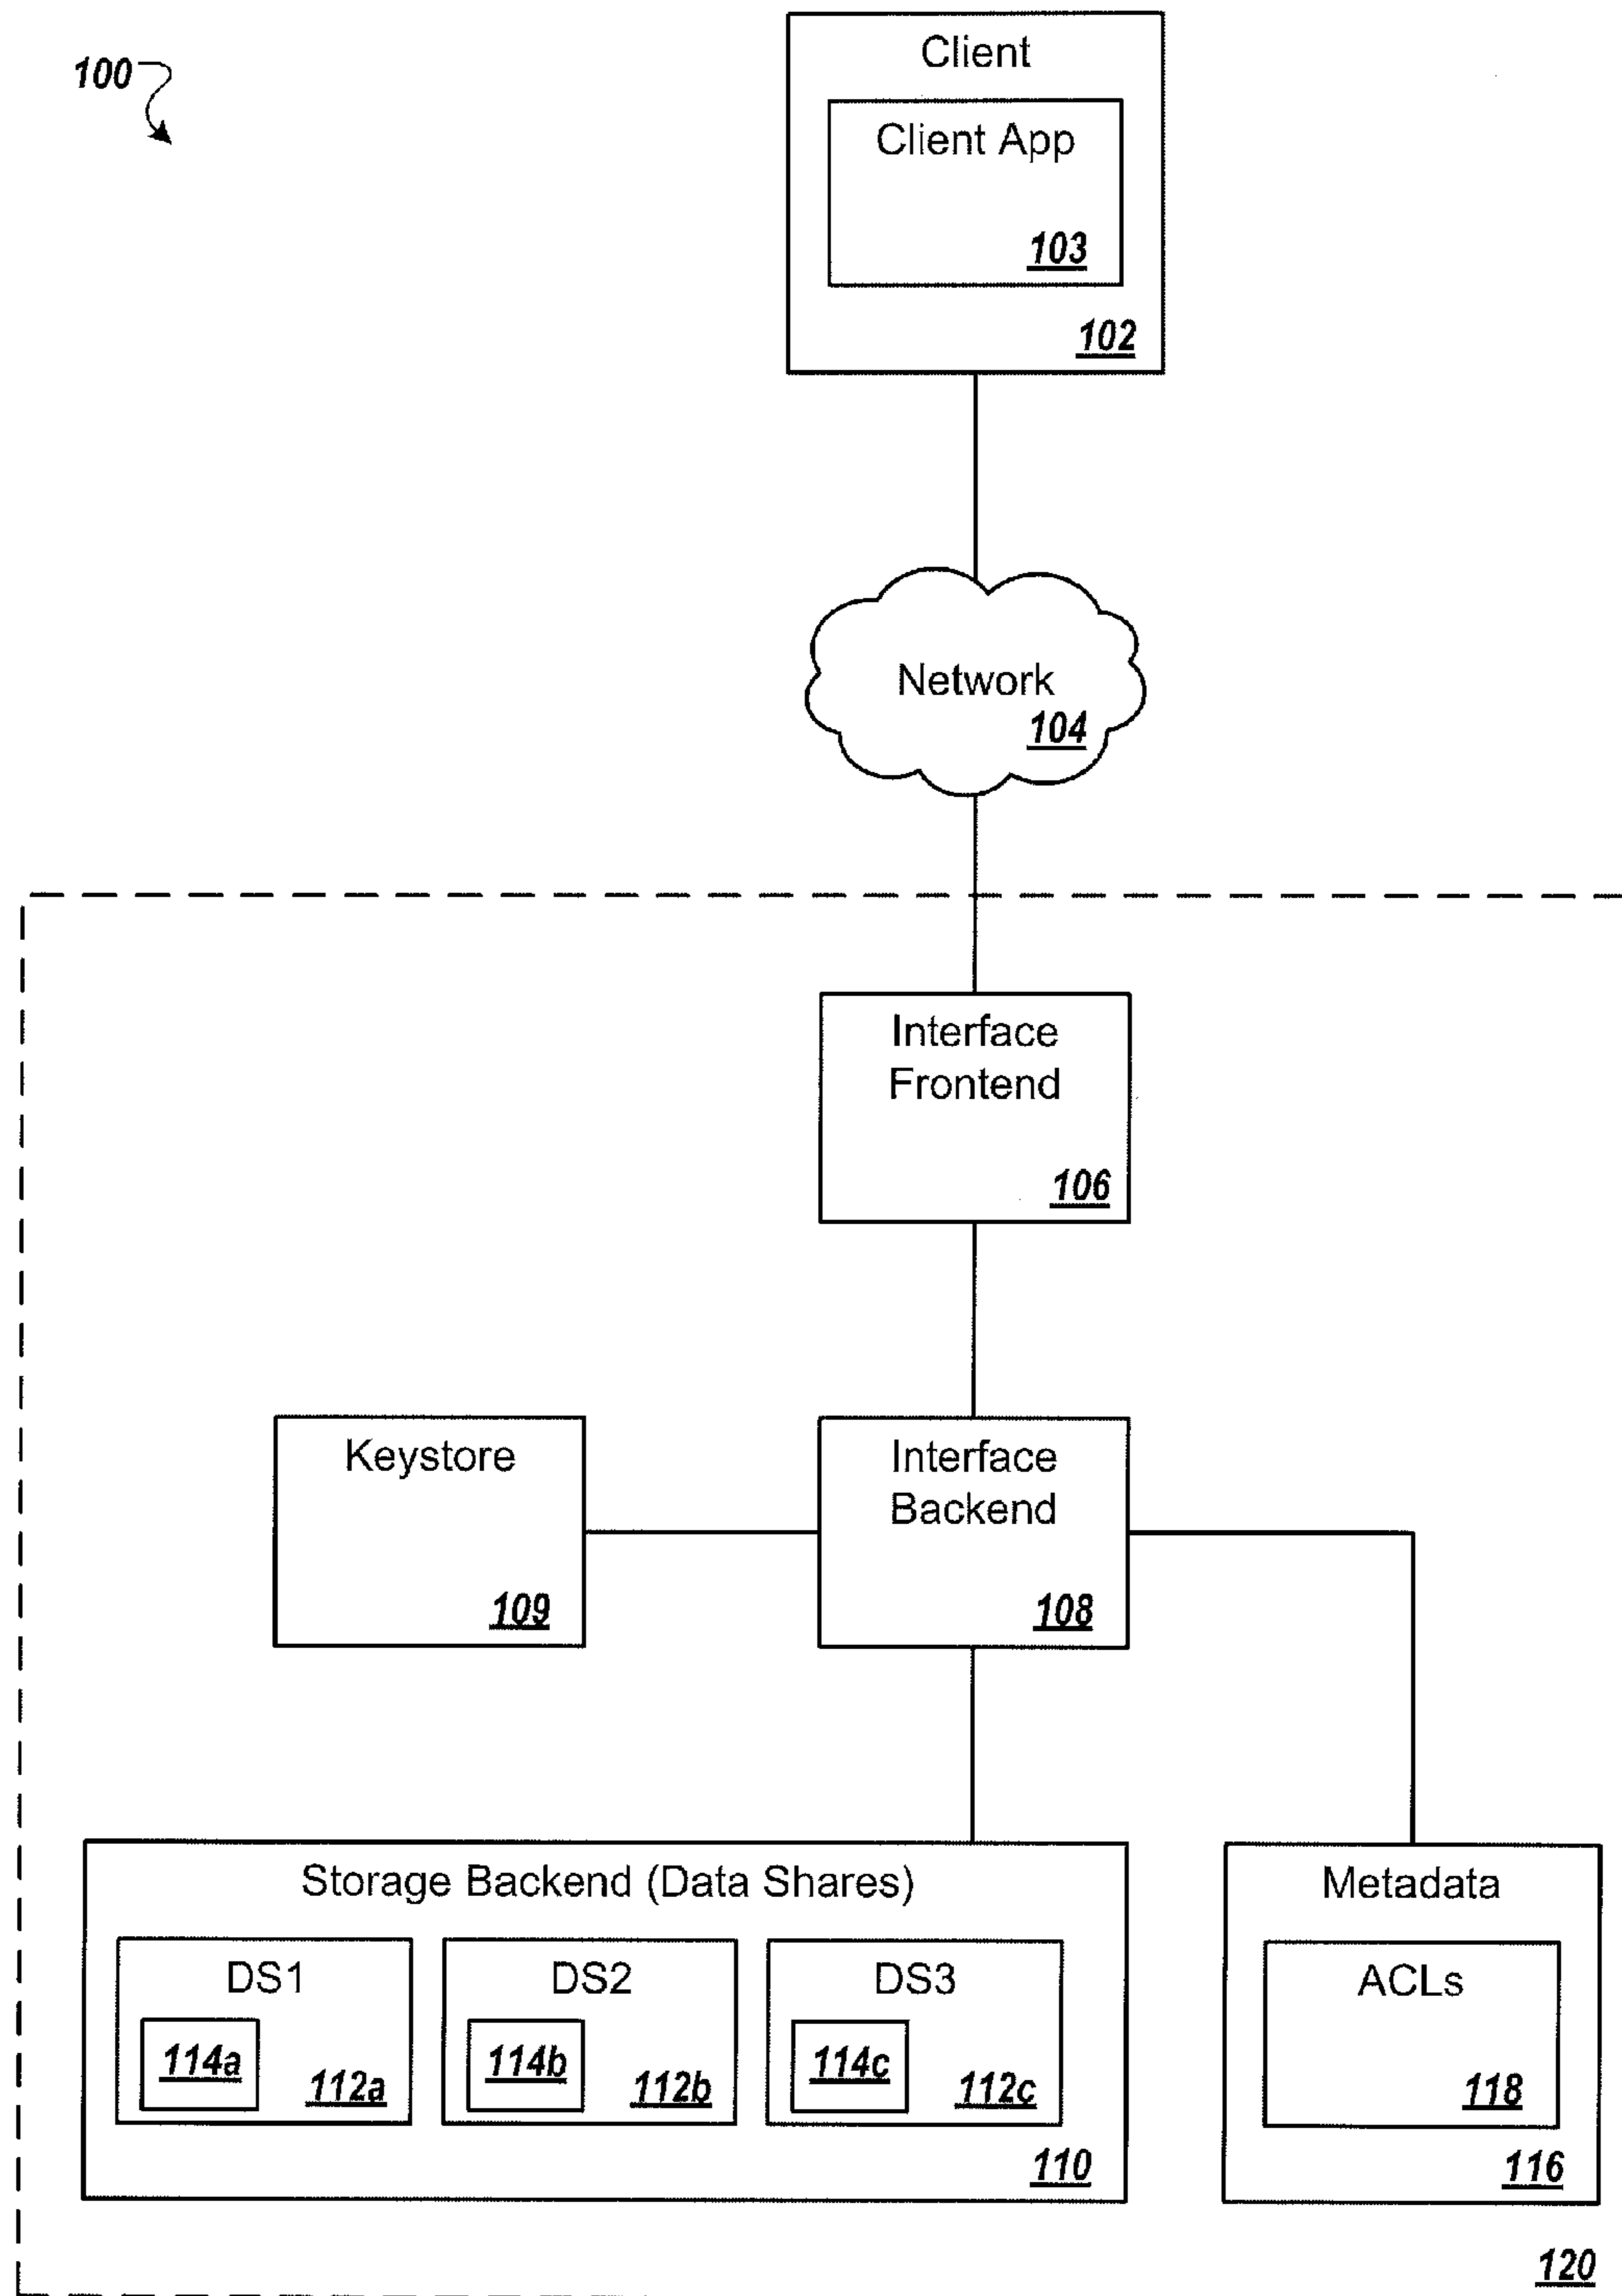 100
Client
Client App
103
102
Network
104
Interface
Frontend
106
Keystore
109
Interface
Backend
108
Storage Backend (Data Shares)
DS1
114a
112a
DS2
114b
112b
DS3
114c
112c
110
Metadata
ACLs
118
116
120